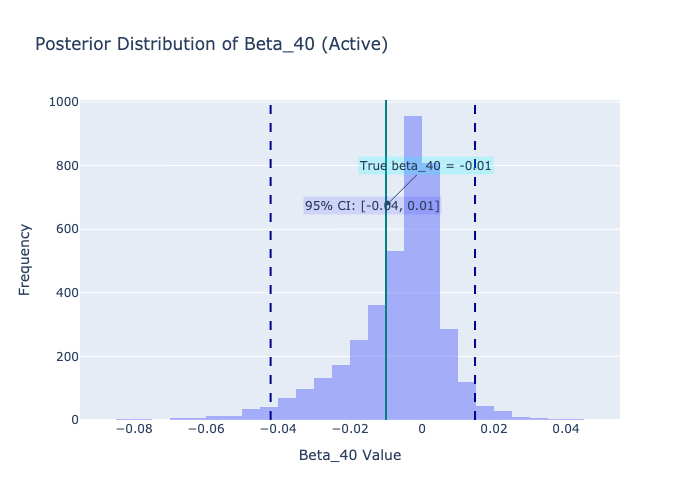 Posterior Distribution of Beta_40 (Active)
1000
800
600
400
200
0
Frequency
True beta_40 = -0.01
95% CI: [-0.04, 0.01]
−0.08
−0.06
−0.04
−0.02
0
0.02
0.04
Beta_40 Value